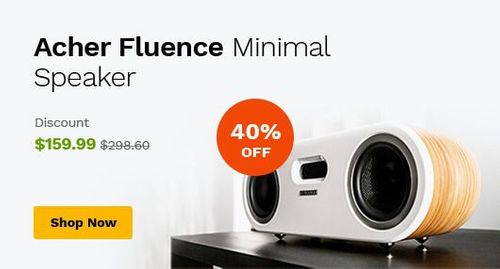 Acher Fluence Minimal
Speaker
Discount
$159.99 $298.60
40%
OFF
Shop Now